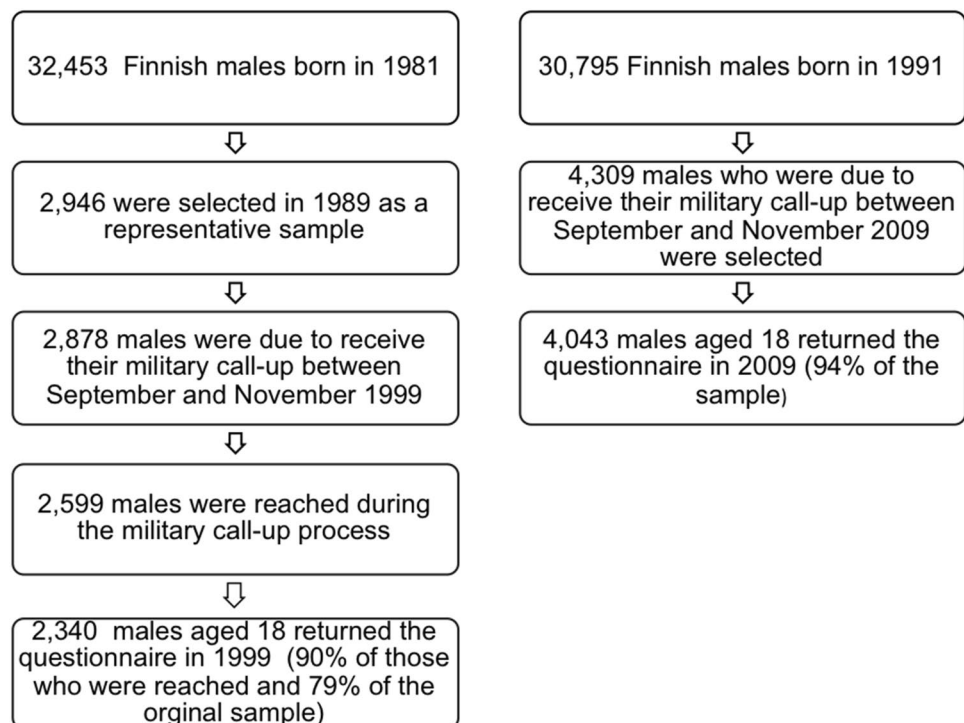 32,453 Finnish males born in 1981
2,946 were selected in 1989 as a
representative sample
2,878 males were due to receive
their military call-up between
September and November 1999
2,599 males were reached during
the military call-up process
2,340 males aged 18 returned the
questionnaire in 1999 (90% of those
who were reached and 79% of the
orginal sample)
30,795 Finnish males born in 1991
4,309 males who were due to
receive their military call-up between
September and November 2009
were selected
4,043 males aged 18 returned the
questionnaire in 2009 (94% of the
sample)